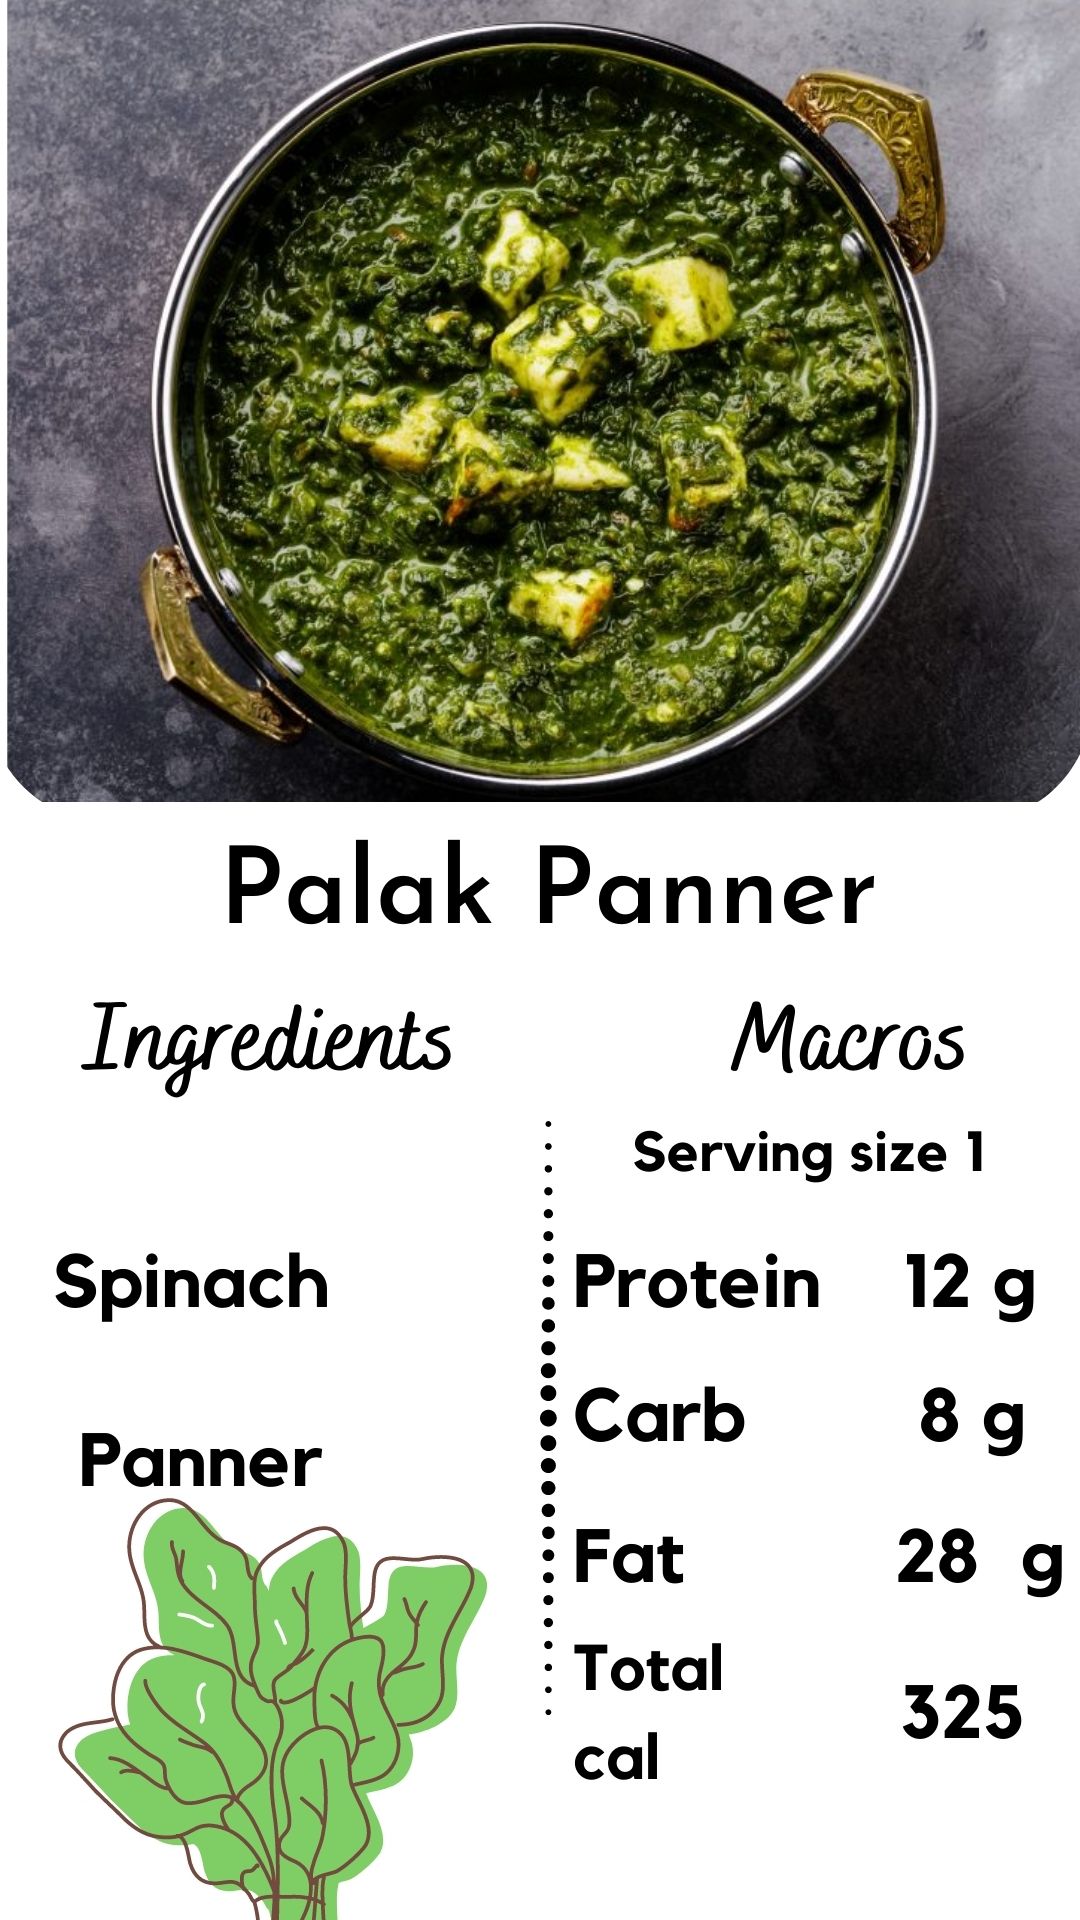 Palak Panner
Ingredients
Macros
Serving size 1
Spinach
Protein 12 g
Carb 8 g
Panner
Fat 28 g
Total
cal
325